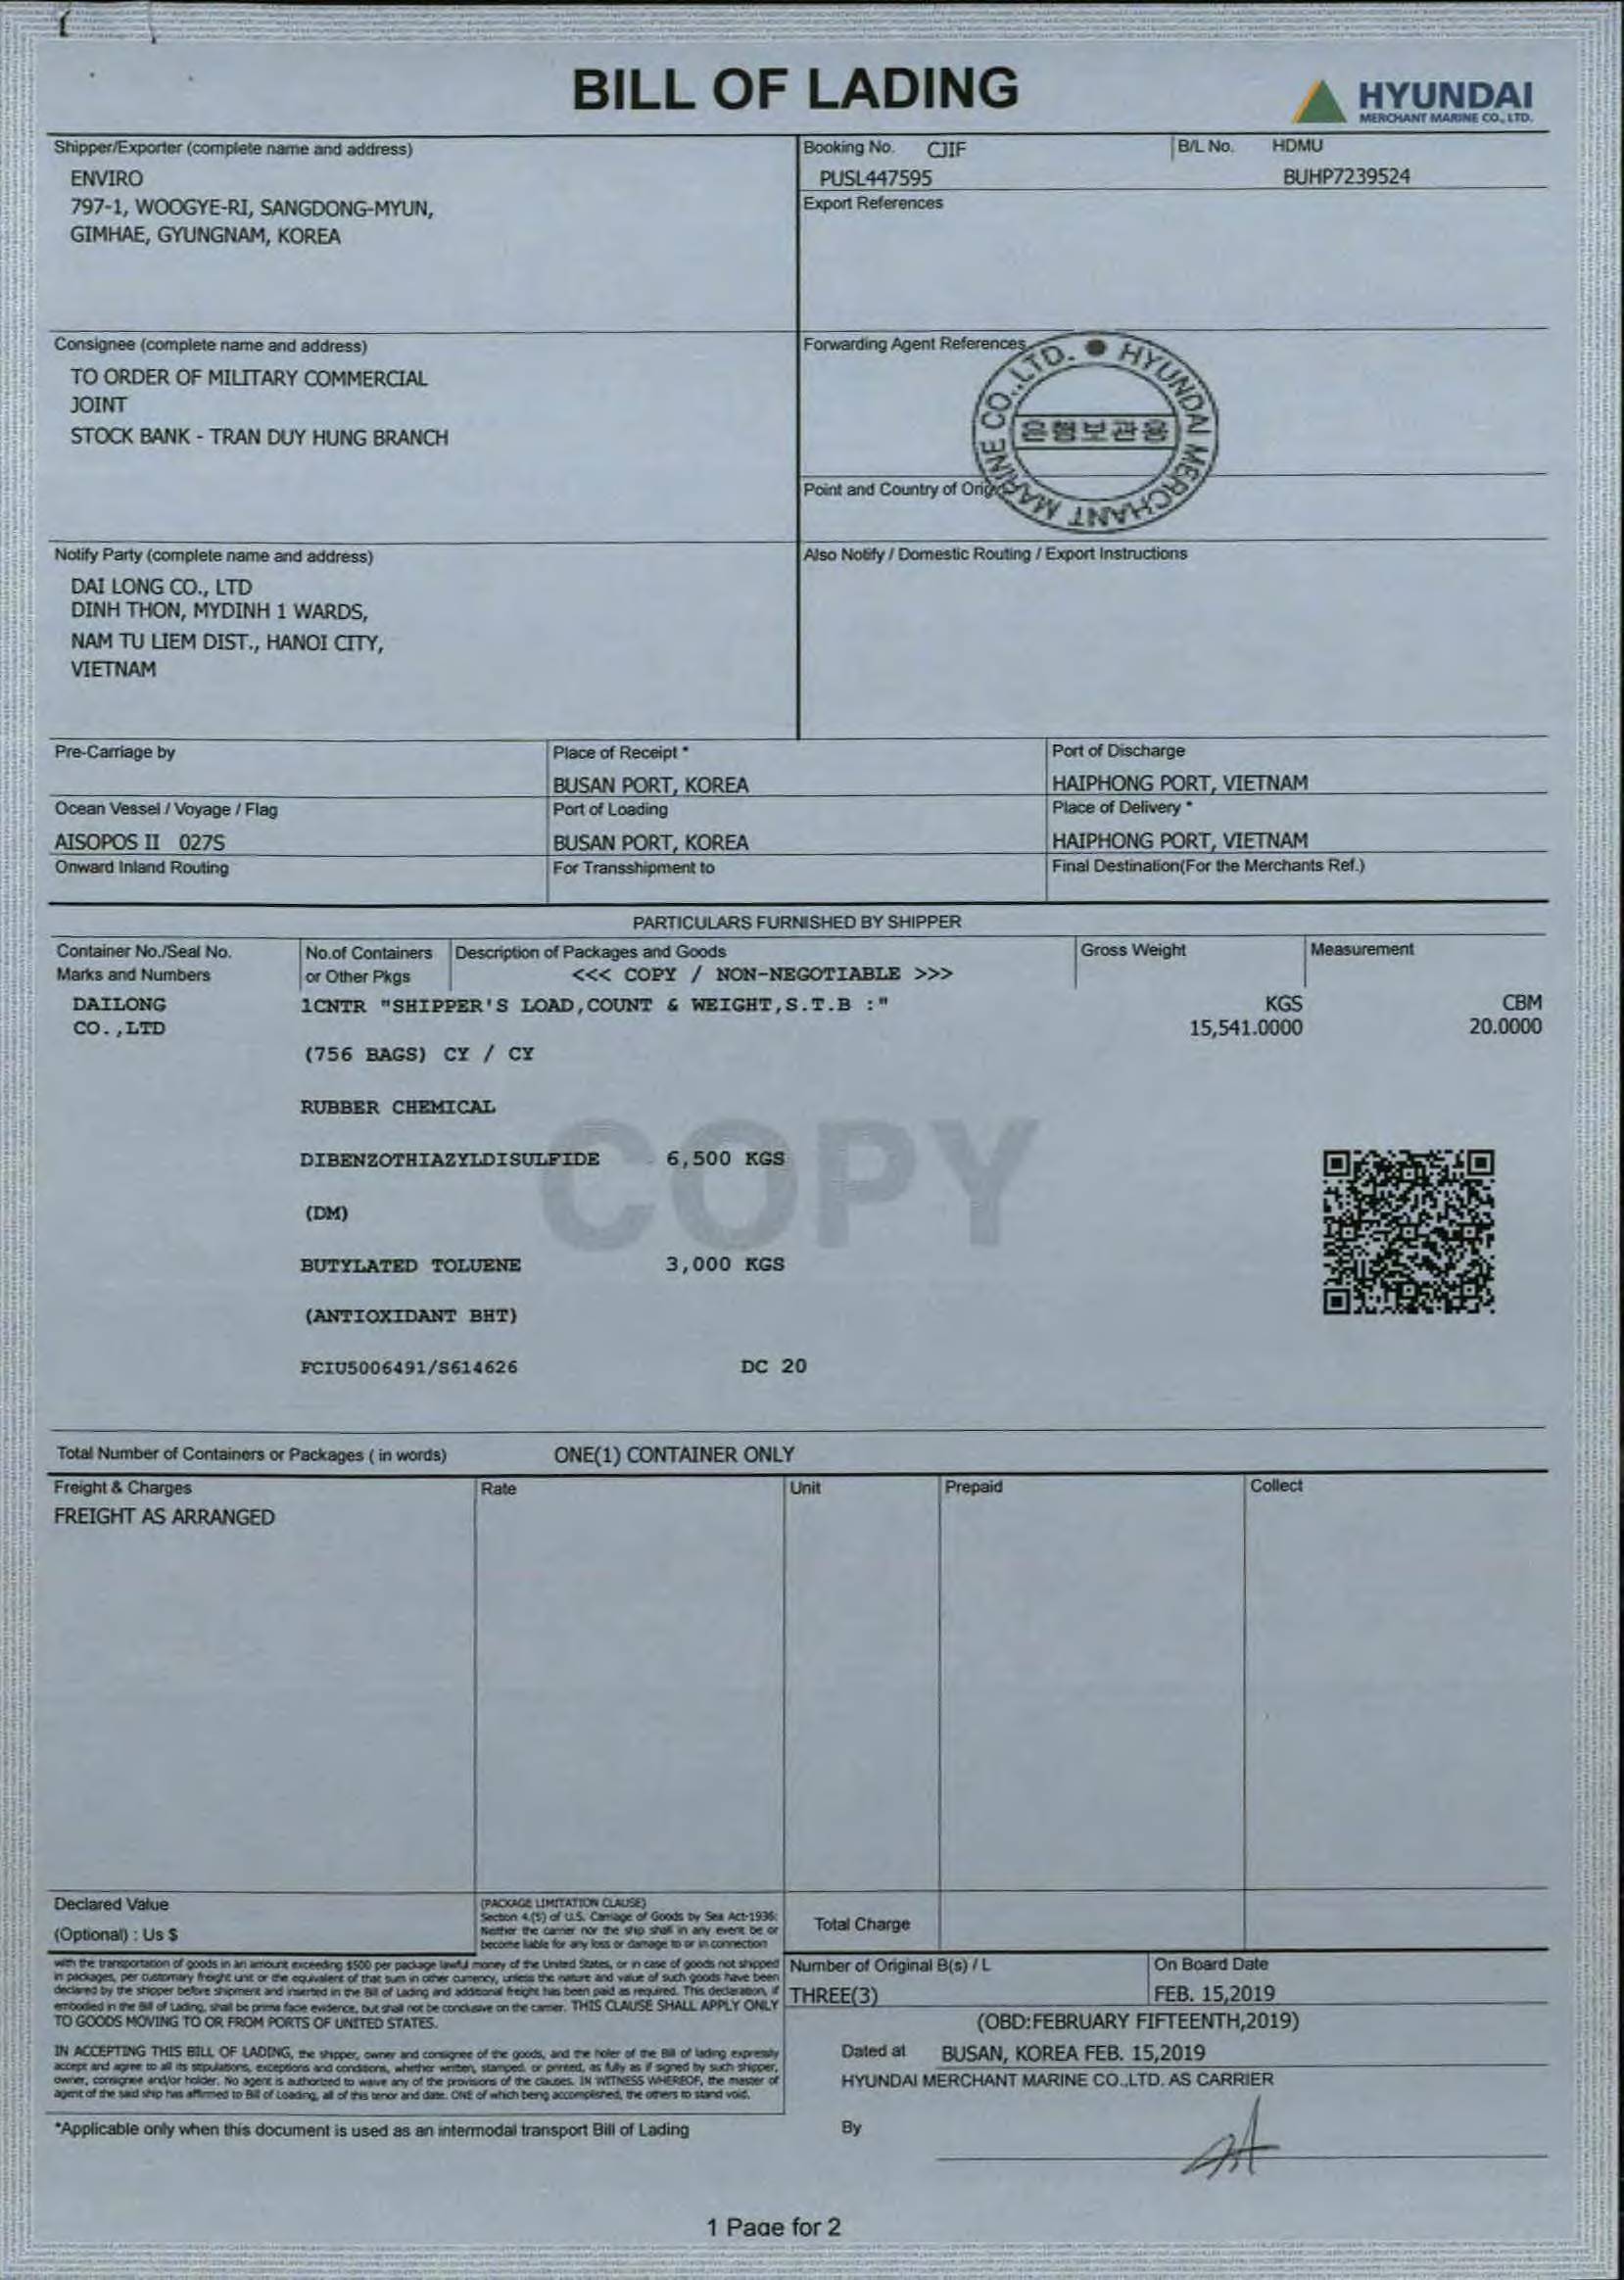 BILL OF LADING
HYUNDAI
MERCHANT MARINE CO., LTD.
Shipper/Exporter (complete name and address)
ENVIRO
797-1, WOOGYE-RI, SANGDONG-MYUN,
GIMHAE, GYUNGNAM, KOREA
Booking No. CJIF
PUSL447595
B/L No. HDMU
BUHP7239524
Export References
Consignee (complete name and address)
TO ORDER OF MILITARY COMMERCIAL
JOINT
STOCK BANK - TRAN DUY HUNG BRANCH
Forwarding Agent References
HYUNDAI MERCHANT MARINE CO.,LTD.
은행보관용
Point and Country of Origin
Notify Party (complete name and address)
DAI LONG CO., LTD
DINH THON, MYDINH 1 WARDS,
NAM TU LIEM DIST., HANOI CITY,
VIETNAM
Also Notify / Domestic Routing / Export Instructions
Pre-Carriage by
Place of Receipt *
BUSAN PORT, KOREA
Port of Discharge
HAIPHONG PORT, VIETNAM
Ocean Vessel / Voyage / Flag
AISOPOS II 027S
Port of Loading
BUSAN PORT, KOREA
Place of Delivery *
HAIPHONG PORT, VIETNAM
Onward Inland Routing
For Transshipment to
Final Destination(For the Merchants Ref.)
PARTICULARS FURNISHED BY SHIPPER
Container No./Seal No.
Marks and Numbers
No.of Containers
or Other Pkgs
Description of Packages and Goods
<<< COPY / NON-NEGOTIABLE >>>
Gross Weight
Measurement
DAILONG
CO.,LTD
1CNTR "SHIPPER'S LOAD,COUNT & WEIGHT,S.T.B :"
KGS
15,541.0000
CBM
20.0000
(756 BAGS) CY / CY
RUBBER CHEMICAL
COPY
DIBENZOTHIAZYLDISULFIDE 6,500 KGS
(DM)
BUTYLATED TOLUENE 3,000 KGS
(ANTIOXIDANT BHT)
FCIU5006491/S614626 DC 20
Total Number of Containers or Packages ( in words) ONE(1) CONTAINER ONLY
Freight & Charges
Rate
Unit
Prepaid
Collect
FREIGHT AS ARRANGED
Declared Value
(Optional) : Us $
(PACKAGE LIMITATION CLAUSE)
Section 4.(5) of U.S. Carriage of Goods by Sea Act-1936:
Neither the carrier nor the ship shall in any event be or
become liable for any loss or damage to or in connection
Total Charge
with the transportation of goods in an amount exceeding $500 per package lawful money of the United States, or in case of goods not shipped
in packages, per customary freight unit or the equivalent of that sum in other currency, unless the nature and value of such goods have been
declared by the shipper before shipment and inserted in the Bill of Lading and additional freight has been paid as required. This declaration, if
embodied in the Bill of Lading, shall be prima facie evidence, but shall not be conclusive on the carrier. THIS CLAUSE SHALL APPLY ONLY
TO GOODS MOVING TO OR FROM PORTS OF UNITED STATES.
Number of Original B(s) / L
THREE(3)
On Board Date
FEB. 15,2019
(OBD:FEBRUARY FIFTEENTH,2019)
IN ACCEPTING THIS BILL OF LADING, the shipper, owner and consignee of the goods, and the holer of the Bill of lading expressly
accept and agree to all its stipulations, exceptions and conditions, whether written, stamped, or printed, as fully as if signed by such shipper,
owner, consignee and/or holder. No agent is authorized to waive any of the provisions of the clauses. IN WITNESS WHEREOF, the master of
agent of the said ship has affirmed to Bill of Loading, all of this tenor and date. ONE of which being accomplished, the others to stand void.
Dated at BUSAN, KOREA FEB. 15,2019
HYUNDAI MERCHANT MARINE CO.,LTD. AS CARRIER
*Applicable only when this document is used as an intermodal transport Bill of Lading
By
1 Page for 2